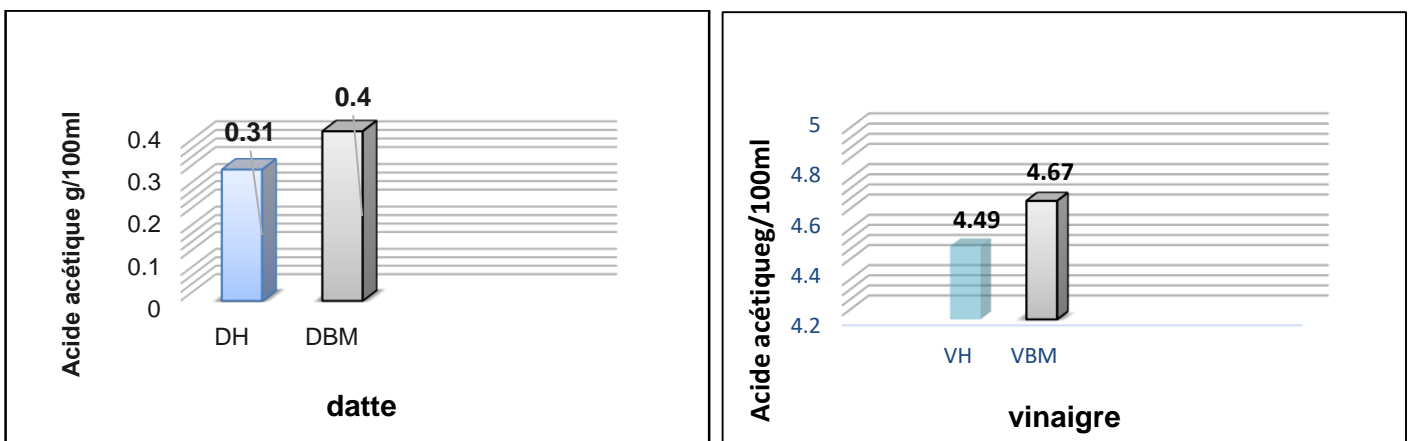 Acide acétique g/100ml
0.4
0.3
0.2
0.1
0
0.31
0.4
DH
DBM
datte
Acide acétiqueg/100ml
5
4.8
4.6
4.4
4.2
4.49
4.67
VH
VBM
vinaigre